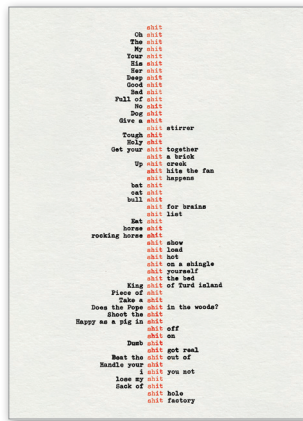 shit
Oh shit
The shit
My shit
Your shit
His shit
Her shit
Deep shit
Good shit
Bad shit
Full of shit
No shit
Dog shit
Give a shit
shit stirrer
Tough shit
Holy shit
Get your shit together
shit a brick
Up shit creek
shit hits the fan
shit happens
bat shit
cat shit
bull shit
shit for brains
shit list
Eat shit
horse shit
rocking horse shit
shit show
shit load
shit hot
shit on a shingle
shit yourself
shit the bed
King shit of Turd island
Piece of shit
Take a shit
Does the Pope shit in the woods?
Shoot the shit
Happy as a pig in shit
shit off
shit on
Dumb shit
shit got real
Beat the shit out of
Handle your shit
i shit you not
lose my shit
Sack of shit
shit hole
shit factory